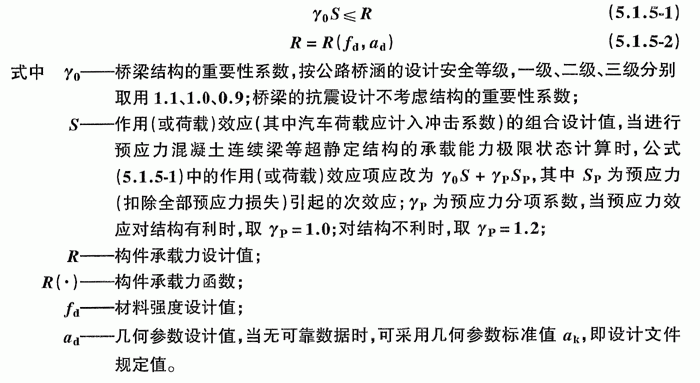 γ₀S≤R (5.1.5-1)
R = R(f_d,a_d) (5.1.5-2)
式中 γ₀——桥梁结构的重要性系数,按公路桥涵的设计安全等级,一级、二级、三级分别
取用1.1、1.0、0.9;桥梁的抗震设计不考虑结构的重要性系数;
S——作用(或荷载)效应(其中汽车荷载应计入冲击系数)的组合设计值,当进行
预应力混凝土连续梁等超静定结构的承载能力极限状态计算时,公式
(5.1.5-1)中的作用(或荷载)效应项应改为 γ₀S + γ_PS_P,其中 S_P 为预应力
(扣除全部预应力损失)引起的次效应;γ_P 为预应力分项系数,当预应力效
应对结构有利时,取 γ_P = 1.0;对结构不利时,取 γ_P = 1.2;
R——构件承载力设计值;
R(·)——构件承载力函数;
f_d——材料强度设计值;
a_d——几何参数设计值,当无可靠数据时,可采用几何参数标准值 a_k,即设计文件
规定值。